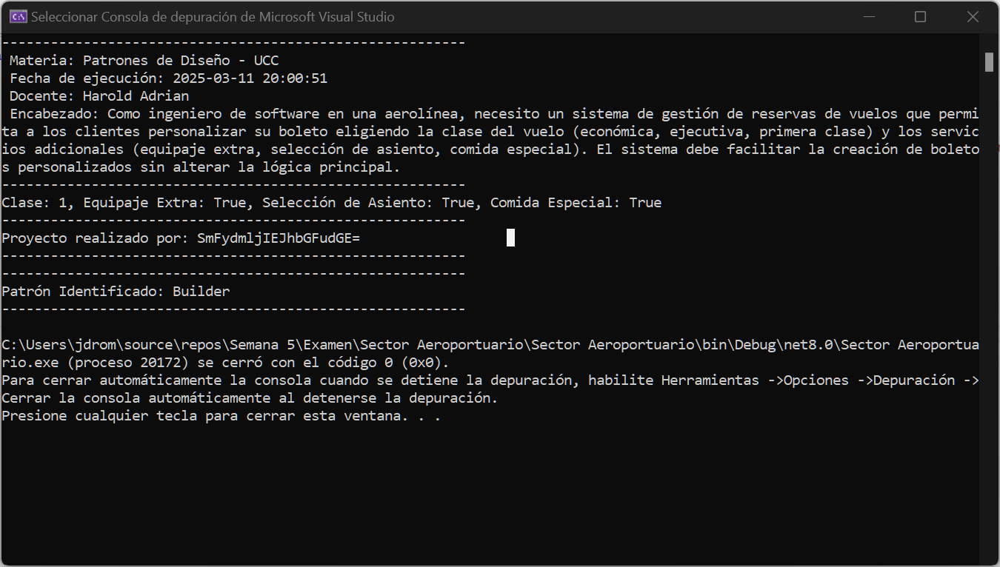 Seleccionar Consola de depuración de Microsoft Visual Studio
---------------------------------------------------------
Materia: Patrones de Diseño - UCC
Fecha de ejecución: 2025-03-11 20:00:51
Docente: Harold Adrian
Encabezado: Como ingeniero de software en una aerolínea, necesito un sistema de gestión de reservas de vuelos que permi
ta a los clientes personalizar su boleto eligiendo la clase del vuelo (económica, ejecutiva, primera clase) y los servic
ios adicionales (equipaje extra, selección de asiento, comida especial). El sistema debe facilitar la creación de boleto
s personalizados sin alterar la lógica principal.
---------------------------------------------------------
Clase: 1, Equipaje Extra: True, Selección de Asiento: True, Comida Especial: True
---------------------------------------------------------
Proyecto realizado por: SmFydmljIEJhbGFudGE=
---------------------------------------------------------
---------------------------------------------------------
Patrón Identificado: Builder
---------------------------------------------------------
C:\Users\jdrom\source\repos\Semana 5\Examen\Sector Aeroportuario\Sector Aeroportuario\bin\Debug\net8.0\Sector Aeroportua
rio.exe (proceso 20172) se cerró con el código 0 (0x0).
Para cerrar automáticamente la consola cuando se detiene la depuración, habilite Herramientas ->Opciones ->Depuración ->
Cerrar la consola automáticamente al detenerse la depuración.
Presione cualquier tecla para cerrar esta ventana. . .